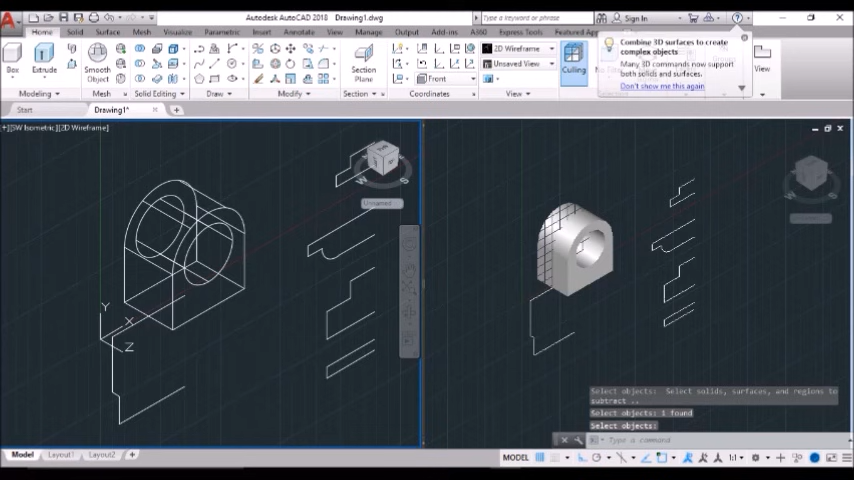 Autodesk AutoCAD 2018 Drawing1.dwg
Type a keyword or phrase
Sign In
Home Solid Surface Mesh Visualize Parametric Insert Annotate View Manage Output Add-ins A360 Express Tools Featured App
Combine 3D surfaces to create
complex objects
Many 3D commands now support
both solids and surfaces.
Don't show me this again
Box
Extrude
Smooth
Object
Section
Plane
2D Wireframe
Unsaved View
Front
Culling
View
Modeling
Mesh
Solid Editing
Draw
Modify
Section
Coordinates
View
Start
Drawing1*
[SW Isometric][2D Wireframe]
W
S
Unnamed
Y
X
Z
Select objects: Select solids, surfaces, and regions to
subtract ..
Select objects: 1 found
Select objects:
Type a command
Model Layout1 Layout2
MODEL
1:1